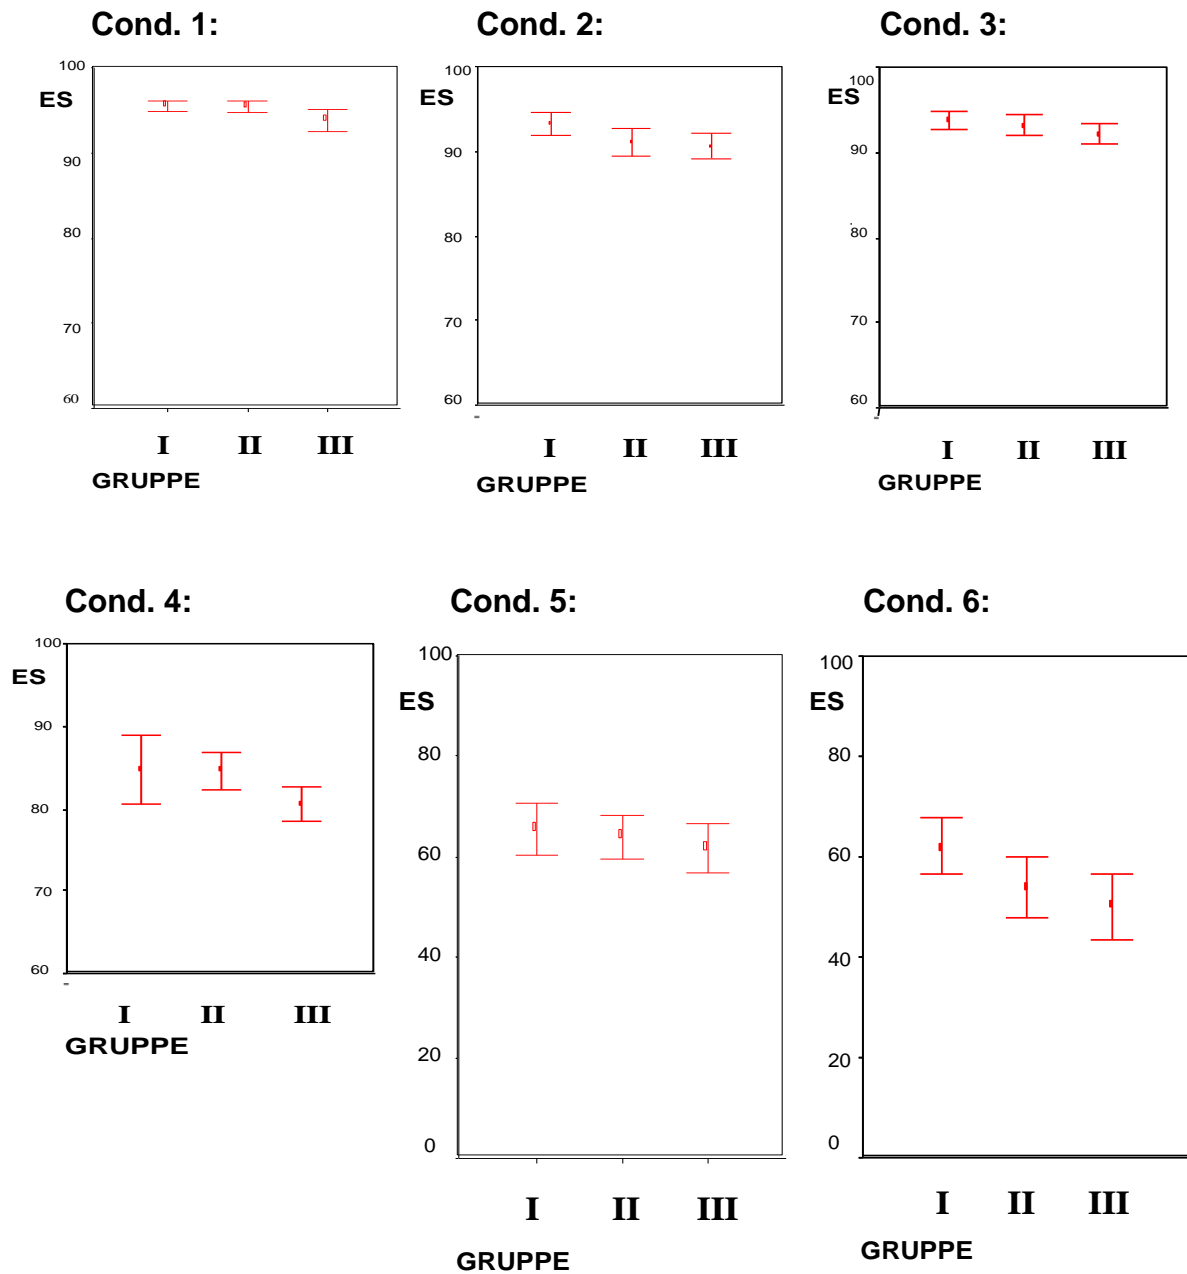 Cond. 1:
100
ES
90
80
70
60
I II III
GRUPPE
Cond. 2:
100
ES
90
80
70
60
I II III
GRUPPE
Cond. 3:
100
ES
90
80
70
60
I II III
GRUPPE
Cond. 4:
100
ES
90
80
70
60
I II III
GRUPPE
Cond. 5:
100
ES
80
60
40
20
0
I II III
GRUPPE
Cond. 6:
100
ES
80
60
40
20
0
I II III
GRUPPE